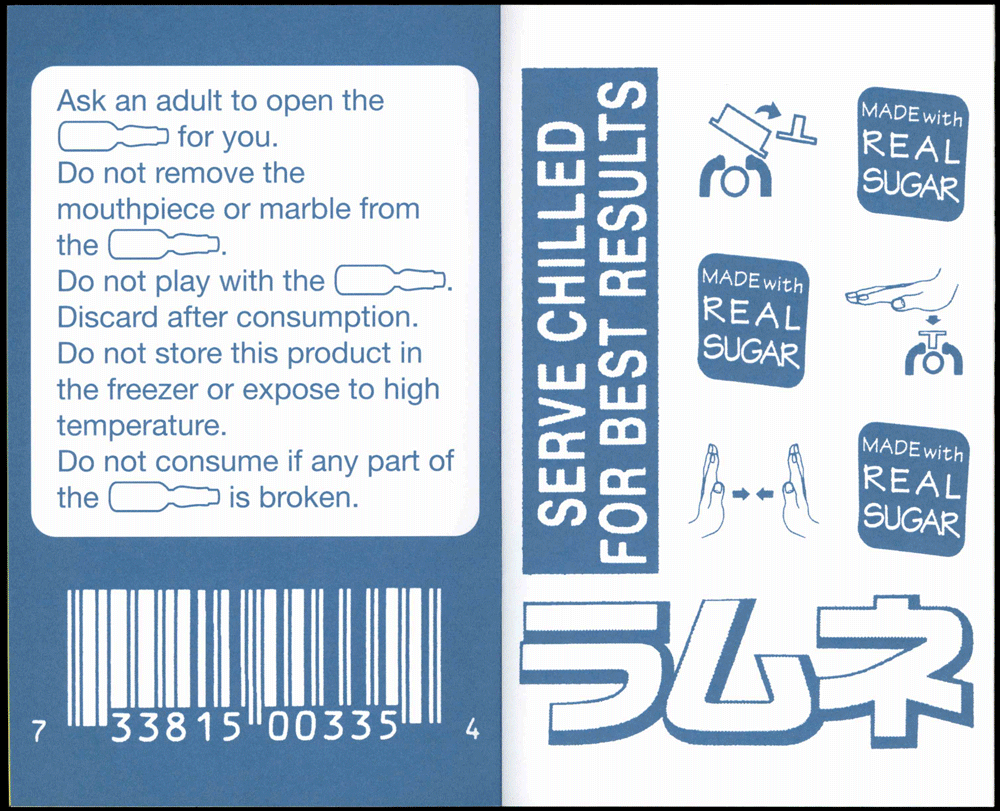 Ask an adult to open the
for you.
Do not remove the
mouthpiece or marble from
the .
Do not play with the .
Discard after consumption.
Do not store this product in
the freezer or expose to high
temperature.
Do not consume if any part of
the is broken.
7 33815 00335 4
SERVE CHILLED
FOR BEST RESULTS
MADE with
REAL
SUGAR
MADE with
REAL
SUGAR
MADE with
REAL
SUGAR
ラムネ